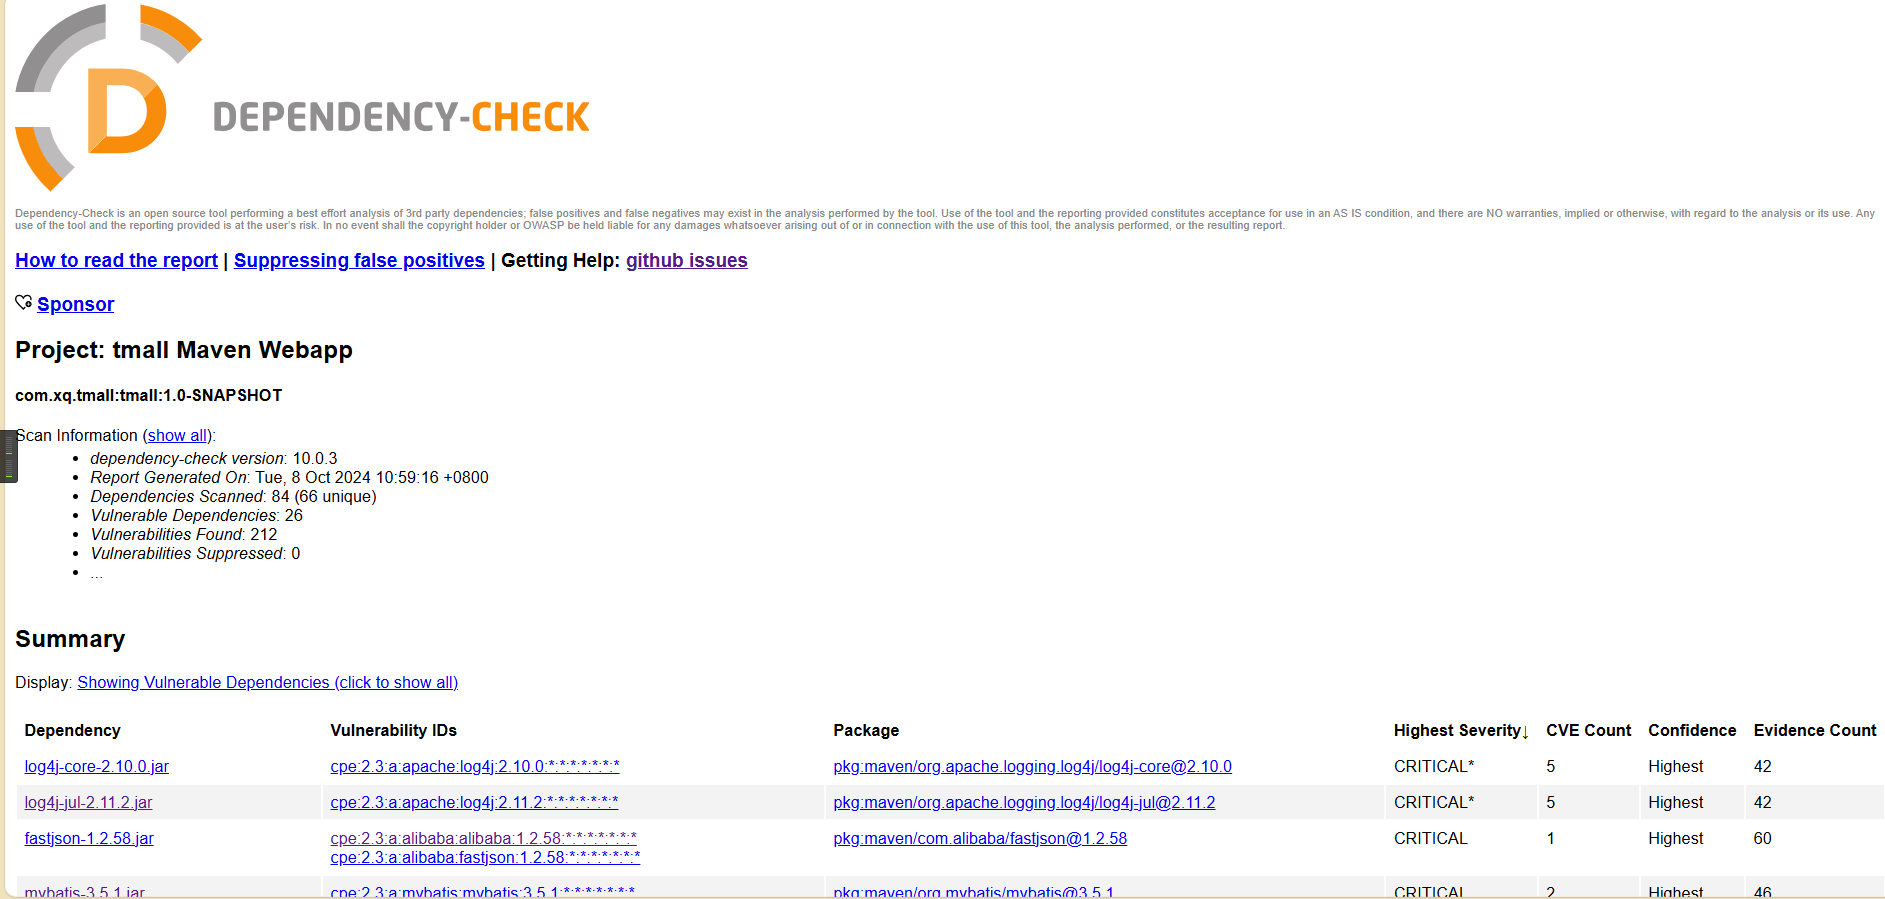 D
DEPENDENCY-CHECK
Dependency-Check is an open source tool performing a best effort analysis of 3rd party dependencies; false positives and false negatives may exist in the analysis performed by the tool. Use of the tool and the reporting provided constitutes acceptance for use in an AS IS condition, and there are NO warranties, implied or otherwise, with regard to the analysis or its use. Any
use of the tool and the reporting provided is at the user's risk. In no event shall the copyright holder or OWASP be held liable for any damages whatsoever arising out of or in connection with the use of this tool, the analysis performed, or the resulting report.
How to read the report | Suppressing false positives | Getting Help: github issues
Sponsor
Project: tmall Maven Webapp
com.xq.tmall:tmall:1.0-SNAPSHOT
Scan Information (show all):
• dependency-check version: 10.0.3
• Report Generated On: Tue, 8 Oct 2024 10:59:16 +0800
• Dependencies Scanned: 84 (66 unique)
• Vulnerable Dependencies: 26
• Vulnerabilities Found: 212
• Vulnerabilities Suppressed: 0
• ...
Summary
Display: Showing Vulnerable Dependencies (click to show all)
Dependency Vulnerability IDs Package Highest Severity↓ CVE Count Confidence Evidence Count
log4j-core-2.10.0.jar cpe:2.3:a:apache:log4j:2.10.0:*:*:*:*:*:*:* pkg:maven/org.apache.logging.log4j/log4j-core@2.10.0 CRITICAL* 5 Highest 42
log4j-jul-2.11.2.jar cpe:2.3:a:apache:log4j:2.11.2:*:*:*:*:*:*:* pkg:maven/org.apache.logging.log4j/log4j-jul@2.11.2 CRITICAL* 5 Highest 42
fastjson-1.2.58.jar cpe:2.3:a:alibaba:alibaba:1.2.58:*:*:*:*:*:*:* pkg:maven/com.alibaba/fastjson@1.2.58 CRITICAL 1 Highest 60
cpe:2.3:a:alibaba:fastjson:1.2.58:*:*:*:*:*:*:*
mybatis-3.5.1.jar cpe:2.3:a:mybatis:mybatis:3.5.1:*:*:*:*:*:*:* pkg:maven/org.mybatis/mybatis@3.5.1 CRITICAL 2 Highest 46